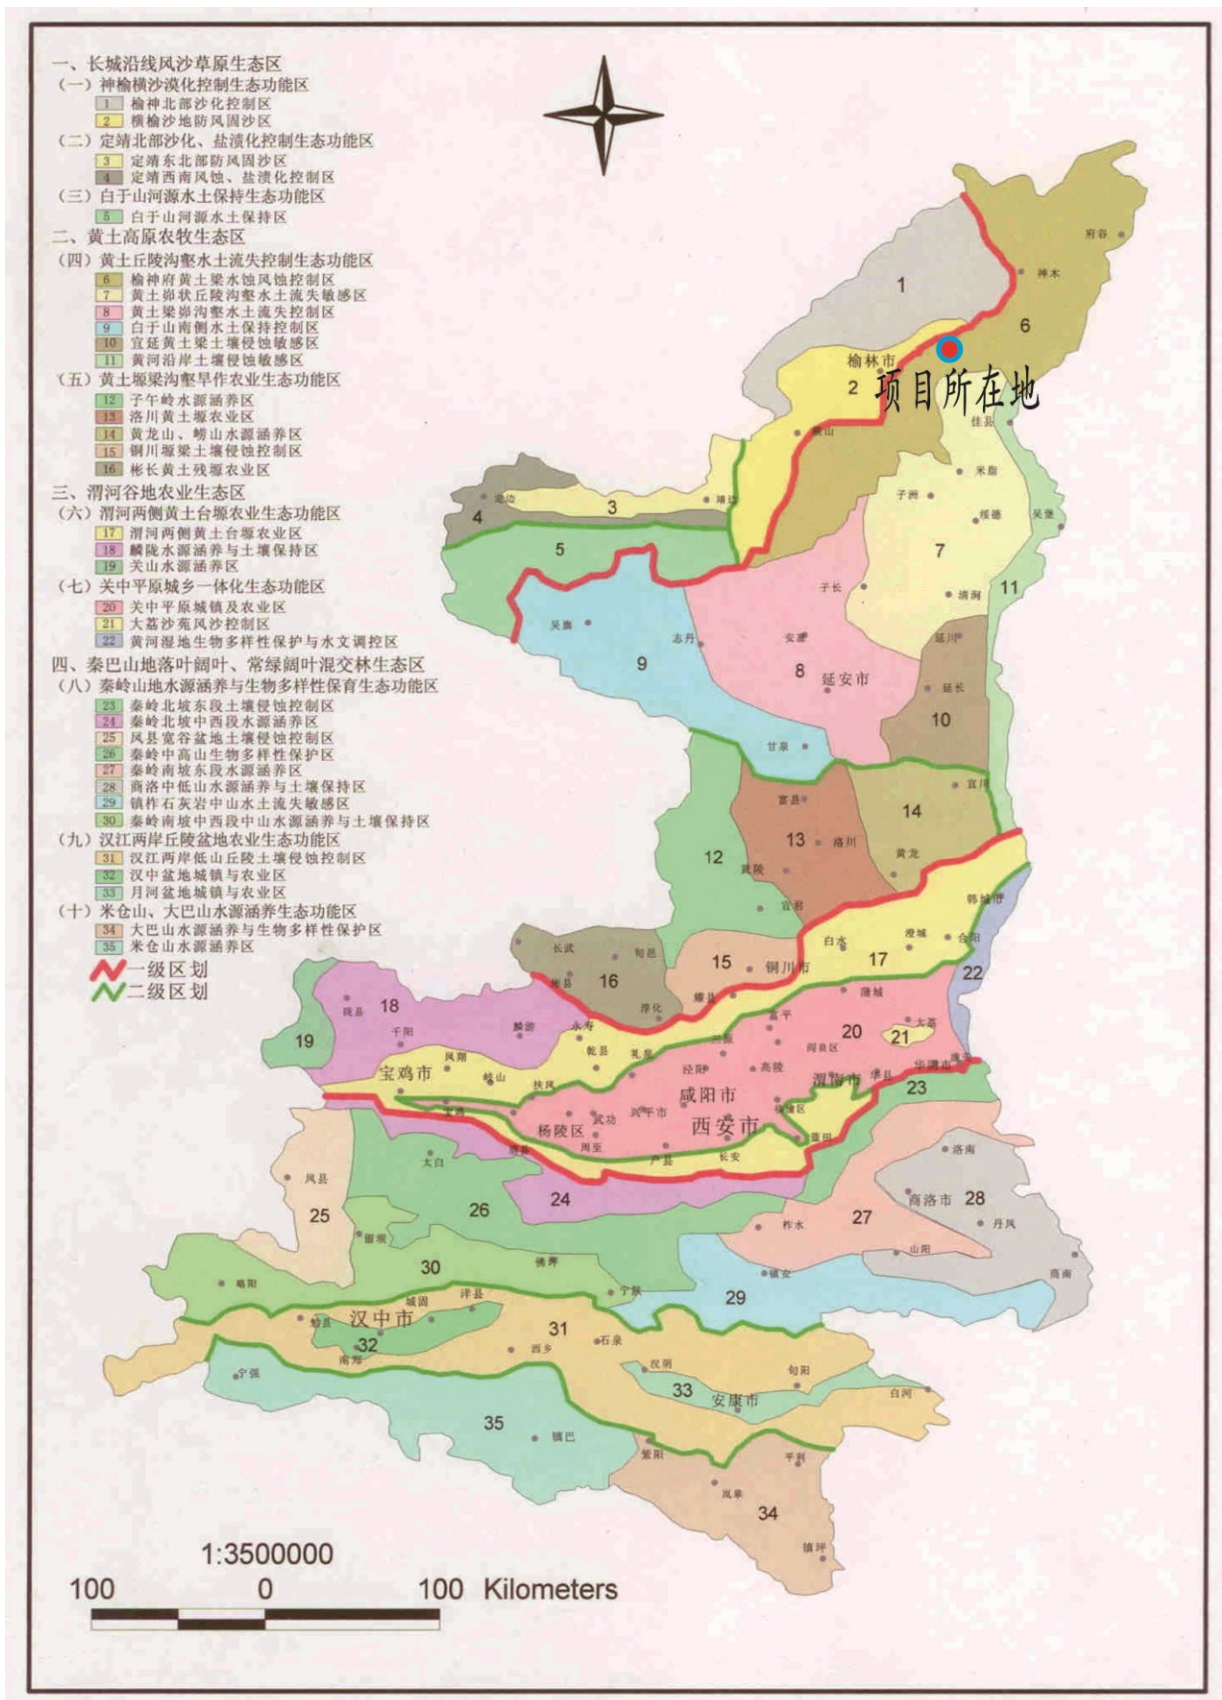 一、长城沿线风沙草原生态区
（一）神榆横沙漠化控制生态功能区
1 榆神北部沙化控制区
2 横榆沙地防风固沙区
（二）定靖北部沙化、盐渍化控制生态功能区
3 定靖东北部防风固沙区
4 定靖西南风蚀、盐渍化控制区
（三）白于山河源水土保持生态功能区
5 白于山河源水土保持区
二、黄土高原农牧生态区
（四）黄土丘陵沟壑水土流失控制生态功能区
6 榆神府黄土梁水蚀风蚀控制区
7 黄土峁状丘陵沟壑水土流失敏感区
8 黄土梁峁沟壑水土流失控制区
9 白于山南侧水土保持控制区
10 宜延黄土梁土壤侵蚀敏感区
11 黄河沿岸土壤侵蚀敏感区
（五）黄土塬梁沟壑旱作农业生态功能区
12 子午岭水源涵养区
13 洛川黄土塬农业区
14 黄龙山、崂山水源涵养区
15 铜川塬梁土壤侵蚀控制区
16 彬长黄土残塬农业区
三、渭河谷地农业生态区
（六）渭河两侧黄土台塬农业生态功能区
17 渭河两侧黄土台塬农业区
18 麟陇水源涵养与土壤保持区
19 关山水源涵养区
（七）关中平原城乡一体化生态功能区
20 关中平原城镇及农业区
21 大荔沙苑风沙控制区
22 黄河湿地生物多样性保护与水文调控区
四、秦巴山地落叶阔叶、常绿阔叶混交林生态区
（八）秦岭山地水源涵养与生物多样性保育生态功能区
23 秦岭北坡东段土壤侵蚀控制区
24 秦岭北坡中西段水源涵养区
25 凤县宽谷盆地土壤侵蚀控制区
26 秦岭中高山生物多样性保护区
27 秦岭南坡东段水源涵养区
28 商洛中低山水源涵养与土壤保持区
29 镇柞石灰岩中山水土流失敏感区
30 秦岭南坡中西段中山水源涵养与土壤保持区
（九）汉江两岸丘陵盆地农业生态功能区
31 汉江两岸低山丘陵土壤侵蚀控制区
32 汉中盆地城镇与农业区
33 月河盆地城镇与农业区
（十）米仓山、大巴山水源涵养生态功能区
34 大巴山水源涵养与生物多样性保护区
35 米仓山水源涵养区
一级区划
二级区划
府谷
神木
1
6
榆林市
2
项目所在地
佳县
横山
米脂
定边
靖边
子洲
3
绥德
吴堡
4
5
7
子长
清涧
11
吴旗
志丹
安塞
延川
9
8
延安市
延长
10
甘泉
宜川
富县
14
13
洛川
12
黄陵
黄龙
宜君
韩城市
白水
澄城
合阳
长武
旬邑
15
铜川市
17
22
彬县
16
耀县
蒲城
18
陇县
淳化
富平
千阳
麟游
永寿
20
大荔
19
乾县
礼泉
三原
阎良区
21
凤翔
潼关
宝鸡市
岐山
扶风
泾阳
高陵
渭南市
华县
华阴市
23
咸阳市
宝鸡
武功
兴平市
临潼区
杨陵区
西安市
眉县
周至
户县
长安
蓝田
太白
洛南
凤县
24
商洛市
28
25
26
27
丹凤
留坝
柞水
佛坪
山阳
30
镇安
商南
略阳
宁陕
29
城固
洋县
勉县
汉中市
31
石泉
32
西乡
南郑
汉阴
宁强
旬阳
33
安康市
白河
35
镇巴
紫阳
平利
岚皋
34
镇坪
1:3500000
100 0 100 Kilometers